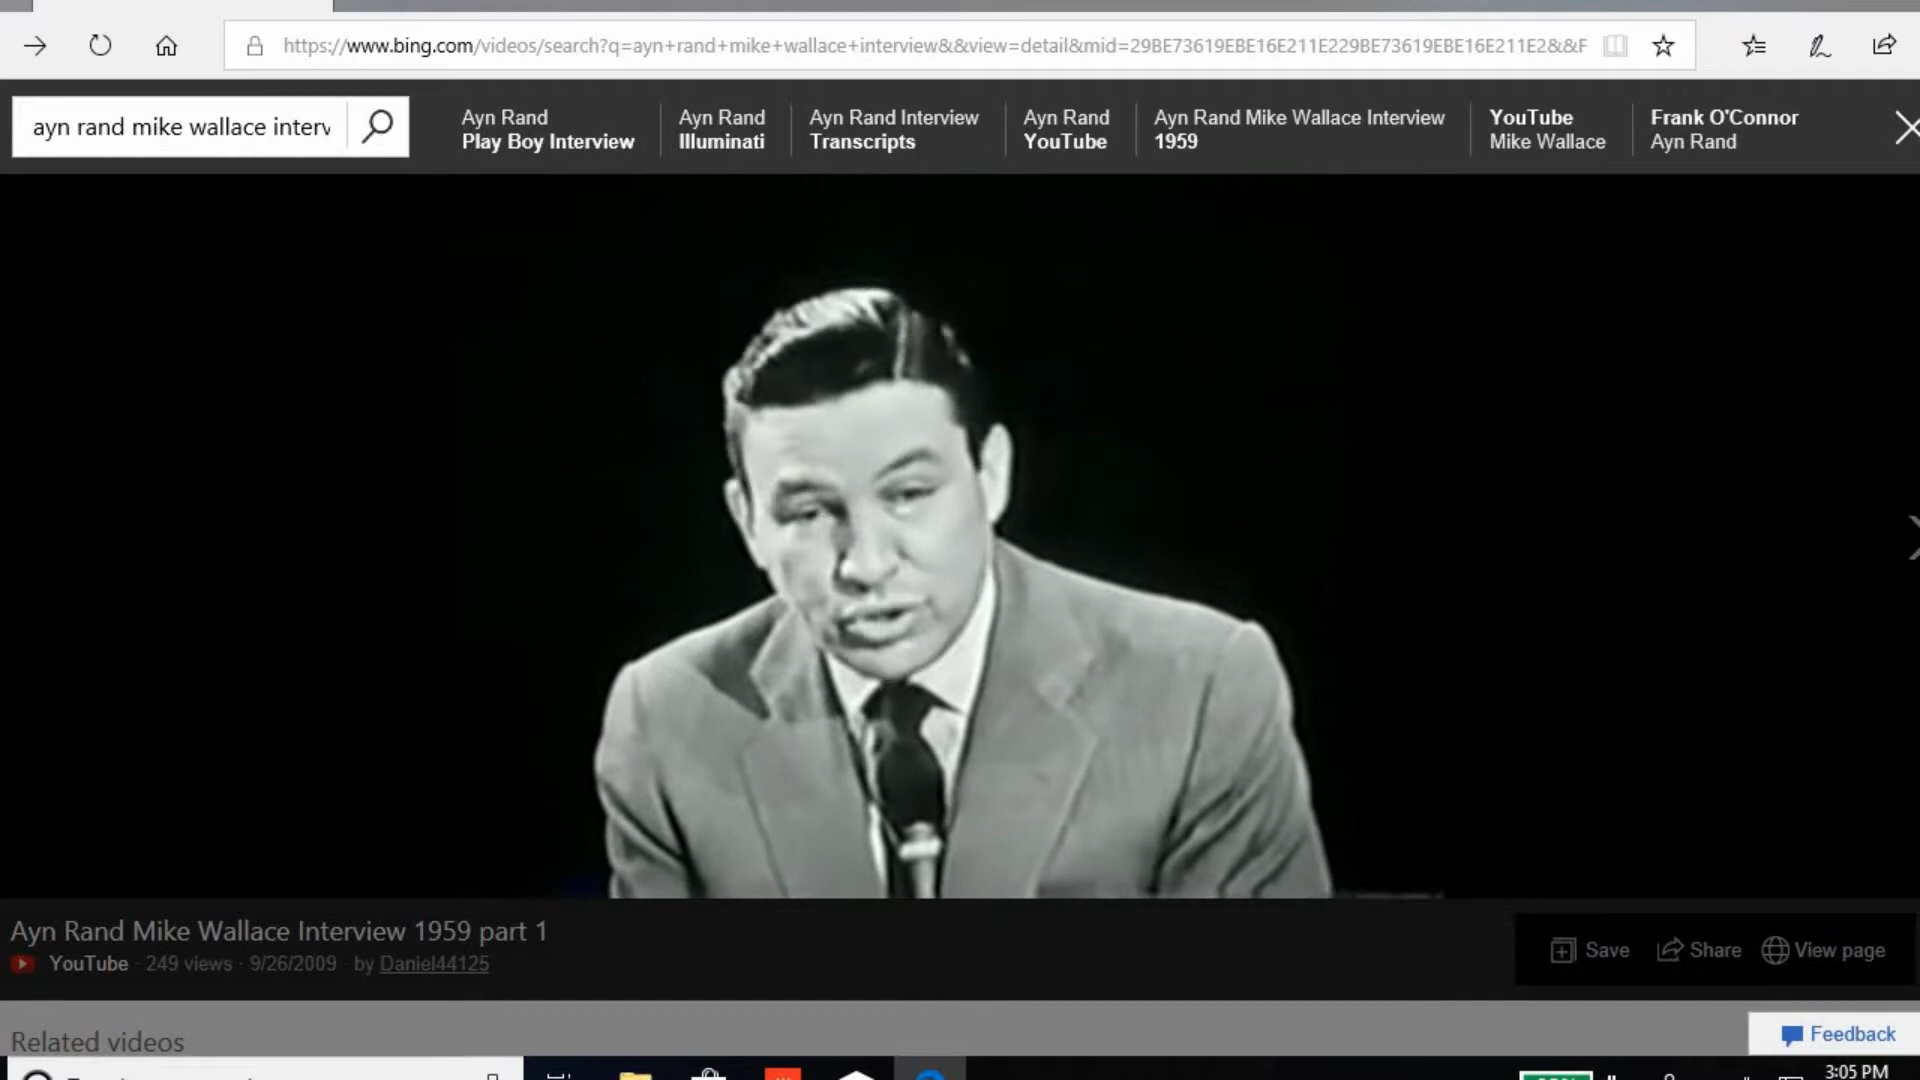 https://www.bing.com/videos/search?q=ayn+rand+mike+wallace+interview&&view=detail&mid=29BE73619EBE16E211E229BE73619EBE16E211E2&&F
ayn rand mike wallace interv
Ayn Rand
Play Boy Interview
Ayn Rand
Illuminati
Ayn Rand Interview
Transcripts
Ayn Rand
YouTube
Ayn Rand Mike Wallace Interview
1959
YouTube
Mike Wallace
Frank O'Connor
Ayn Rand
Ayn Rand Mike Wallace Interview 1959 part 1
YouTube · 249 views · 9/26/2009 · by Daniel44125
Save
Share
View page
Related videos
Feedback
3:05 PM